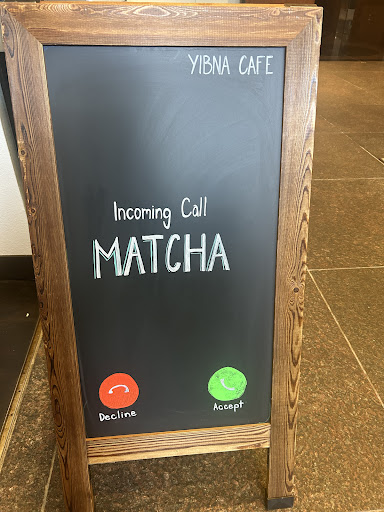 YIBNA CAFE
Incoming Call
MATCHA
Decline
Accept